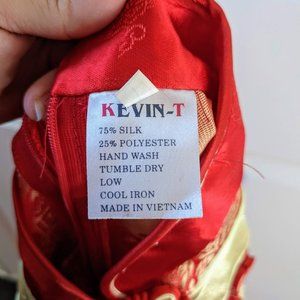 KEVIN-T
75% SILK
25% POLYESTER
HAND WASH
TUMBLE DRY
LOW
COOL IRON
MADE IN VIETNAM